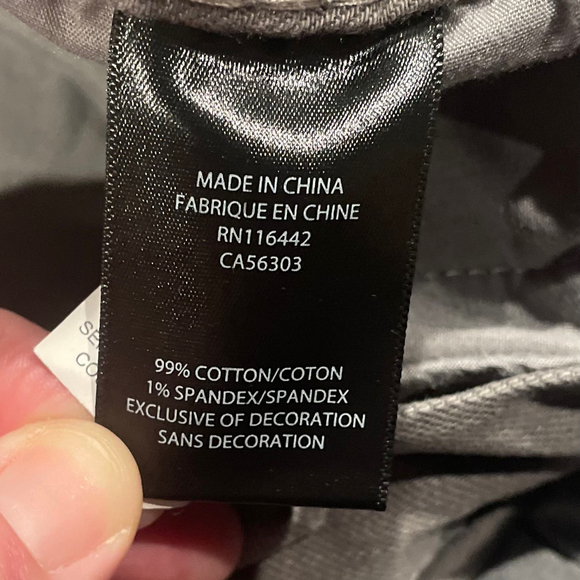 MADE IN CHINA
FABRIQUE EN CHINE
RN116442
CA56303
99% COTTON/COTON
1% SPANDEX/SPANDEX
EXCLUSIVE OF DECORATION
SANS DECORATION